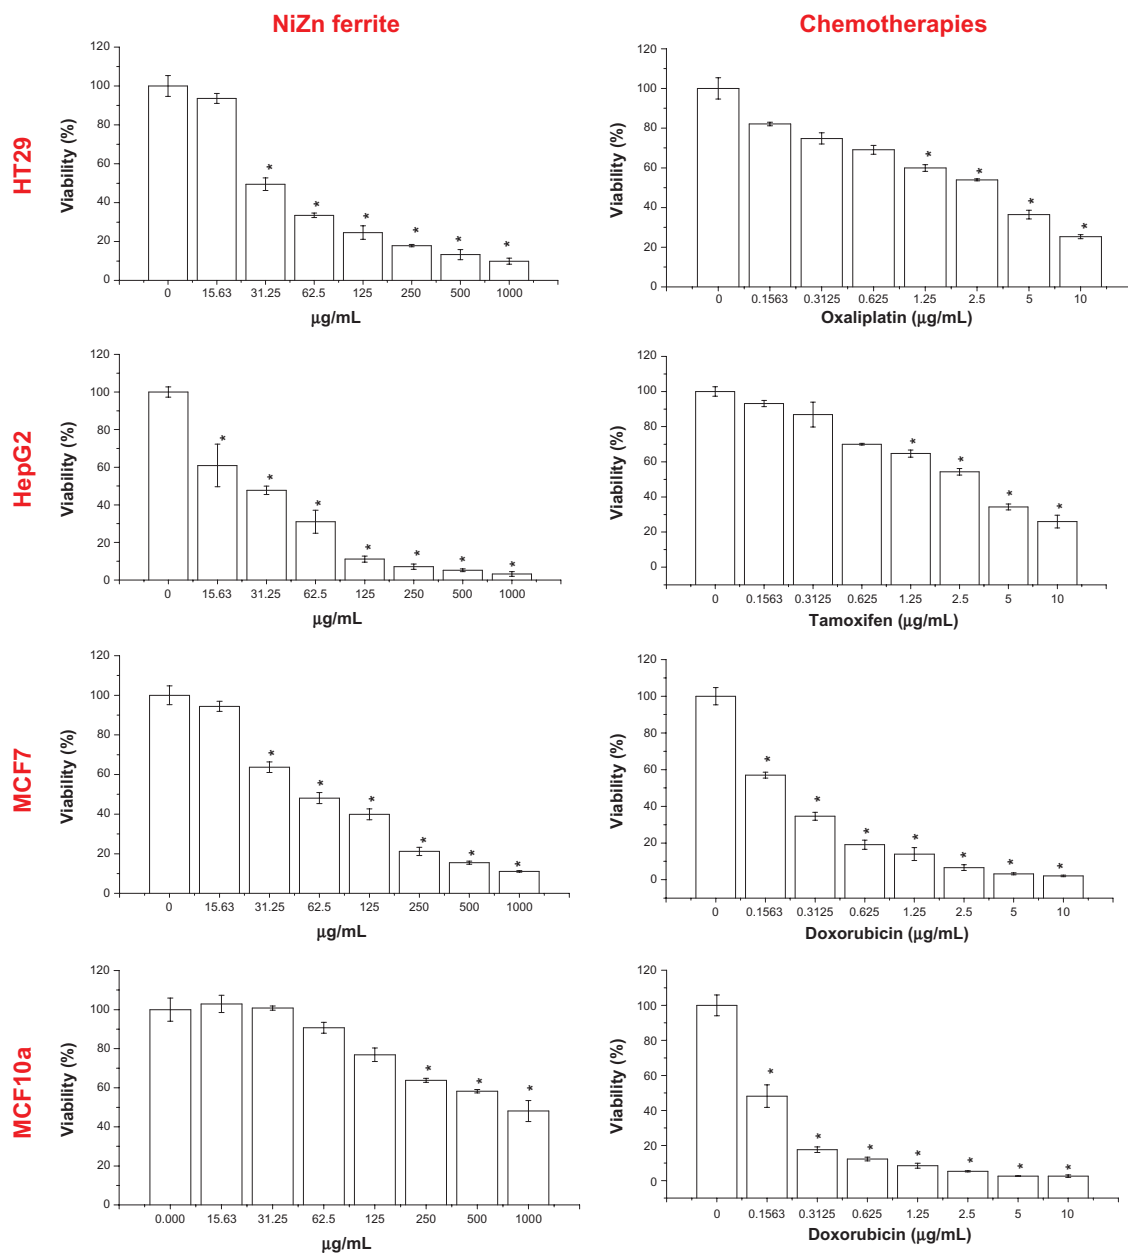 NiZn ferrite
Chemotherapies
HT29
Viability (%)
120
100
80
60
40
20
0
* * * * * *
0 15.63 31.25 62.5 125 250 500 1000
µg/mL
Viability (%)
120
100
80
60
40
20
0
* * * *
0 0.1563 0.3125 0.625 1.25 2.5 5 10
Oxaliplatin (µg/mL)
HepG2
Viability (%)
120
100
80
60
40
20
0
* * * * * * *
0 15.63 31.25 62.5 125 250 500 1000
µg/mL
Viability (%)
120
100
80
60
40
20
0
* * * *
0 0.1563 0.3125 0.625 1.25 2.5 5 10
Tamoxifen (µg/mL)
MCF7
Viability (%)
120
100
80
60
40
20
0
* * * * * *
0 15.63 31.25 62.5 125 250 500 1000
µg/mL
Viability (%)
120
100
80
60
40
20
0
* * * * * * *
0 0.1563 0.3125 0.625 1.25 2.5 5 10
Doxorubicin (µg/mL)
MCF10a
Viability (%)
120
100
80
60
40
20
0
* * *
0.000 15.63 31.25 62.5 125 250 500 1000
µg/mL
Viability (%)
120
100
80
60
40
20
0
* * * * * * *
0 0.1563 0.3125 0.625 1.25 2.5 5 10
Doxorubicin (µg/mL)